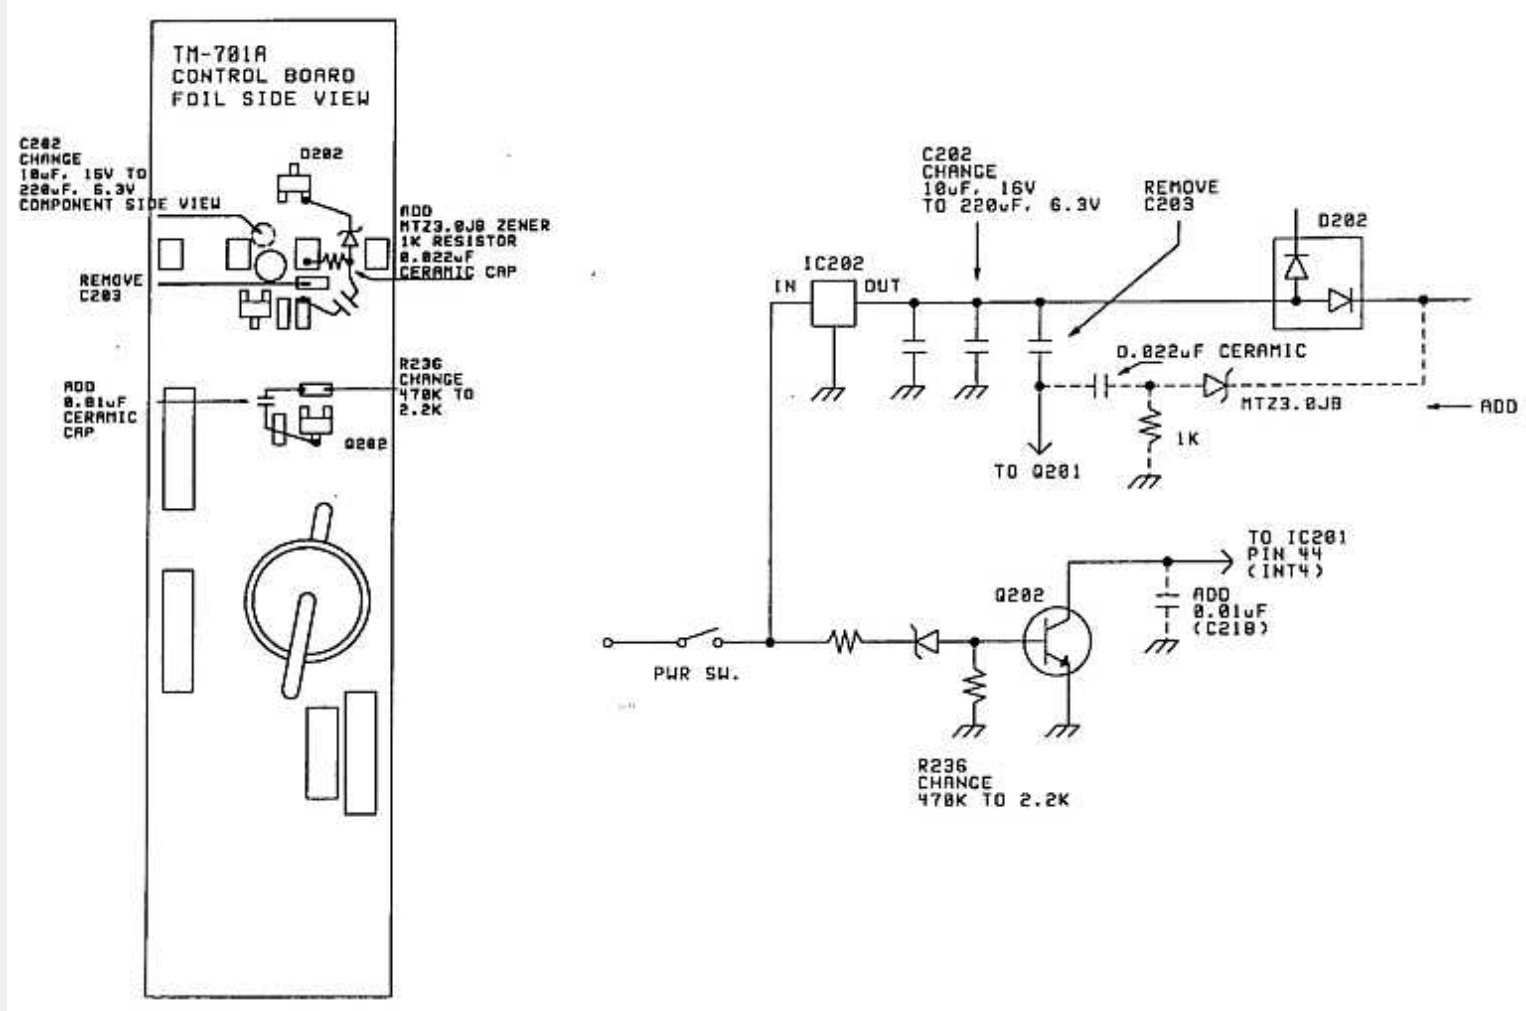 TM-701A
CONTROL BOARD
FOIL SIDE VIEW
C202
CHANGE
10uF, 16V TO
220uF, 6.3V
COMPONENT SIDE VIEW
D202
ADD
MTZ3.0JB ZENER
1K RESISTOR
0.022uF
CERAMIC CAP
REMOVE
C203
R236
CHANGE
470K TO
2.2K
ADD
0.01uF
CERAMIC
CAP
Q202
C202
CHANGE
10uF, 16V
TO 220uF, 6.3V
REMOVE
C203
D202
IC202
IN
OUT
0.022uF CERAMIC
MTZ3.0JB
ADD
1K
TO Q201
TO IC201
PIN 44
(INT4)
Q202
ADD
0.01uF
(C218)
PWR SW.
R236
CHANGE
470K TO 2.2K